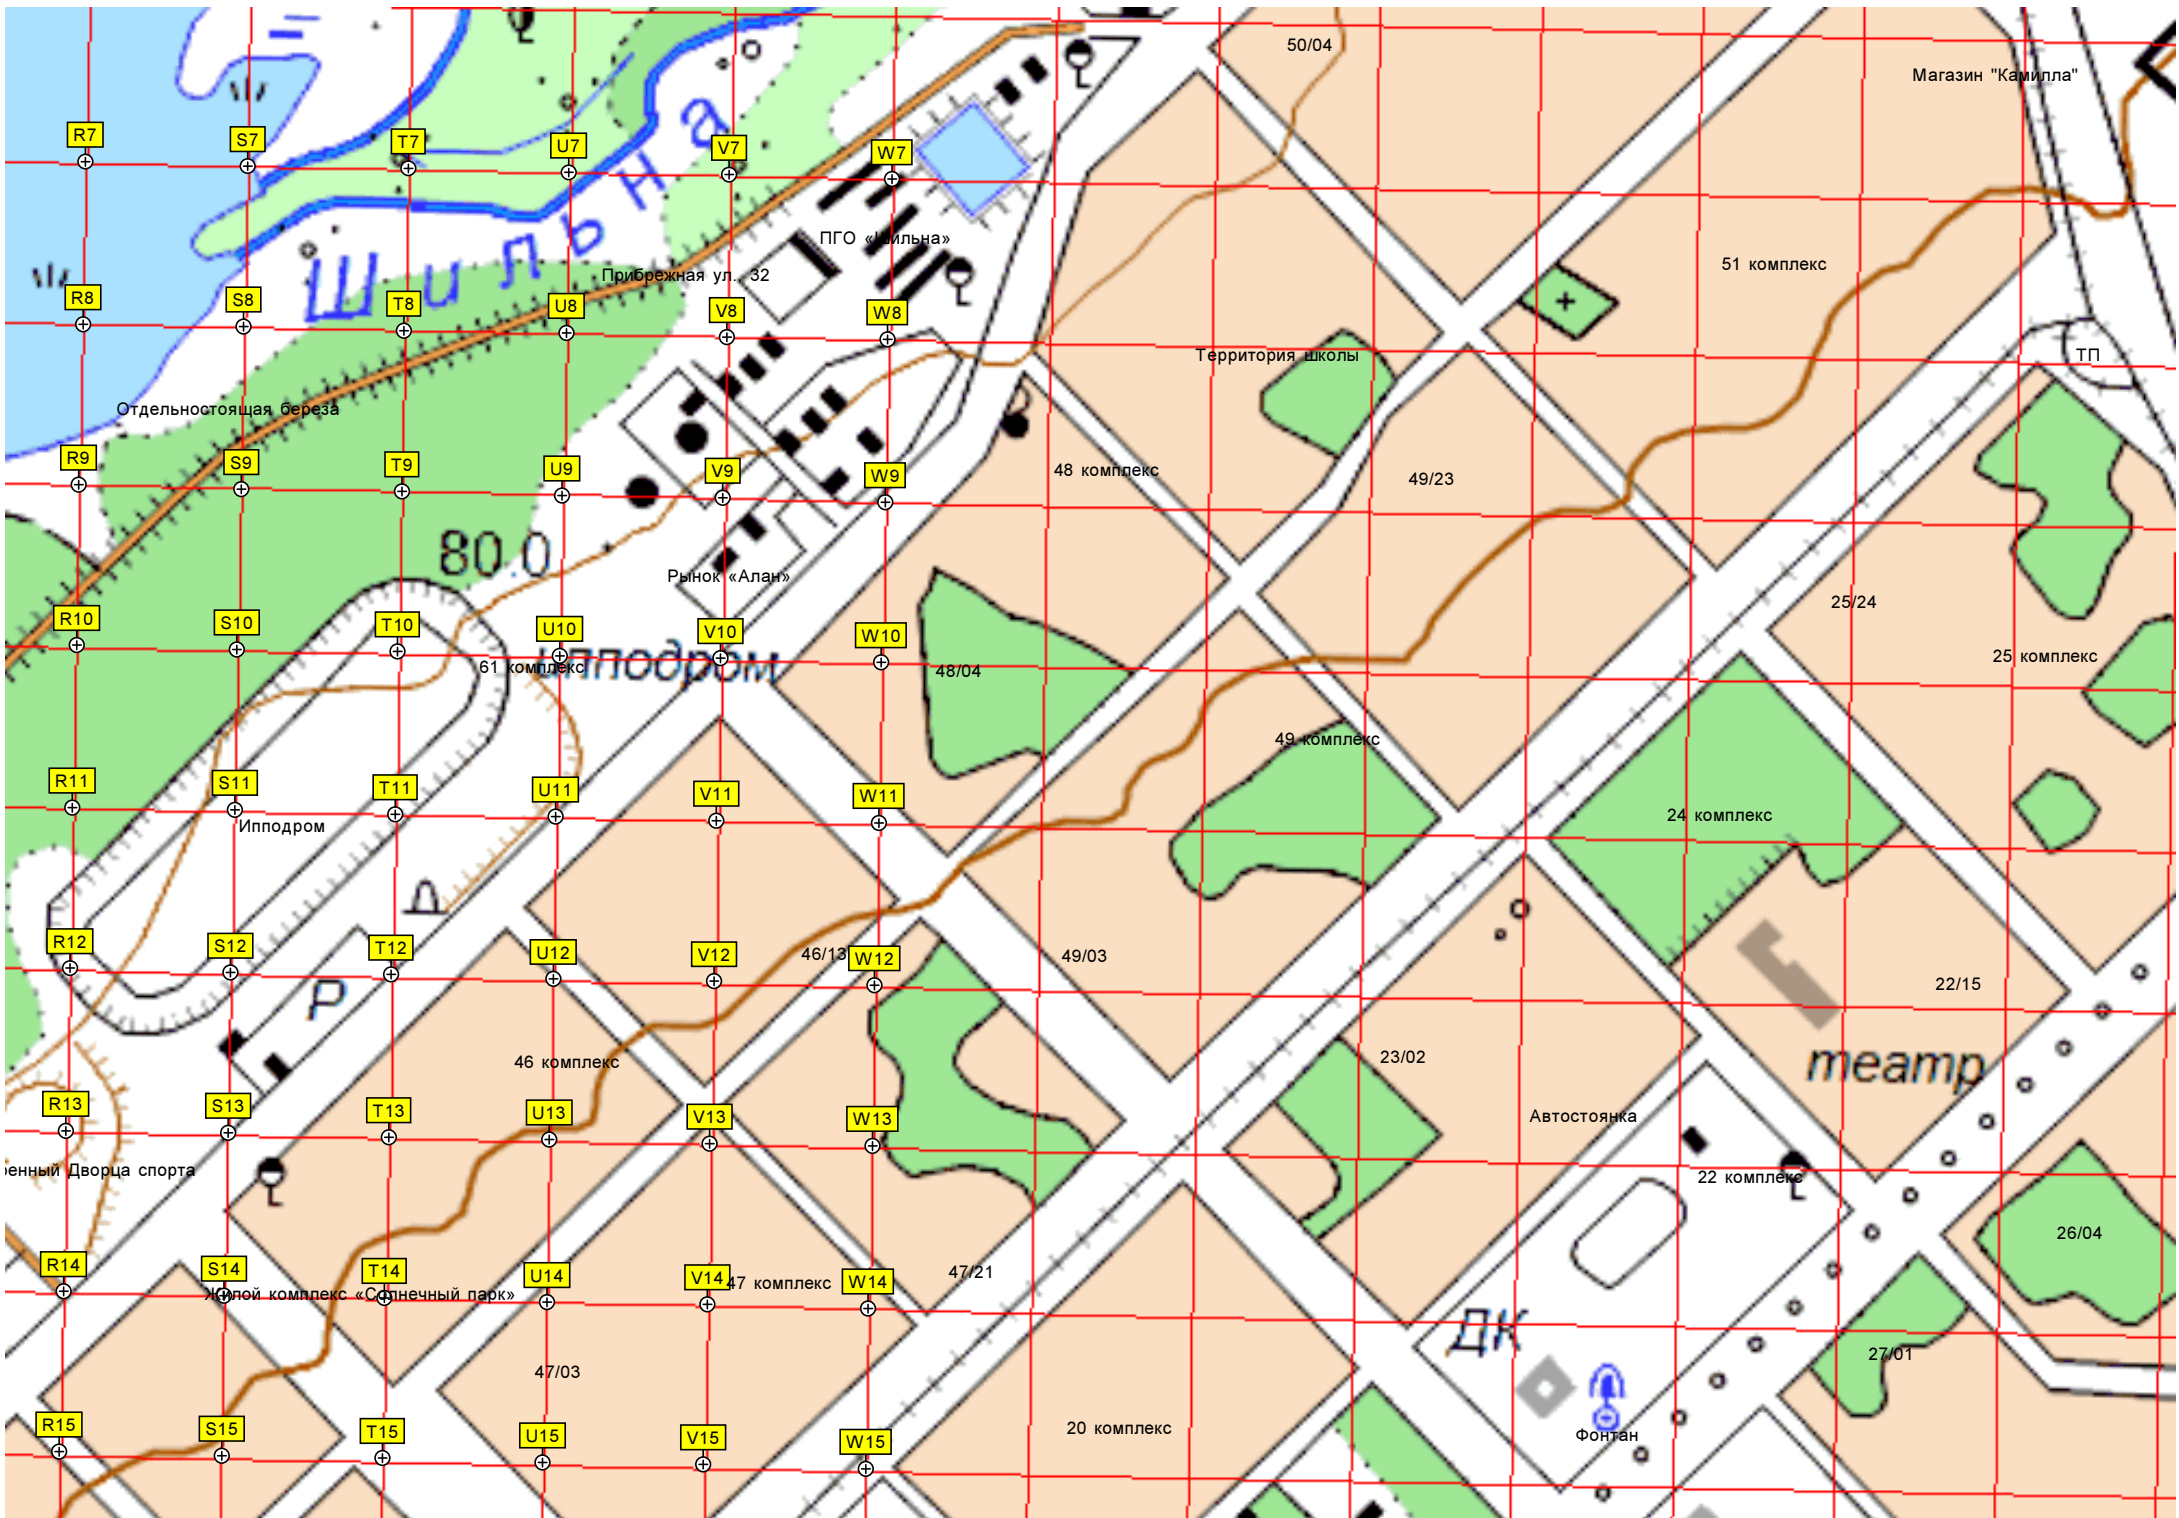 50/04
Магазин "Камилла"
R7
S7
T7
U7
V7
W7
Шильна
ПГО «Шильна»
51 комплекс
Прибрежная ул., 32
R8
S8
T8
U8
V8
W8
Территория школы
ТП
Отдельностоящая береза
R9
S9
T9
U9
V9
W9
48 комплекс
49/23
80.0
Рынок «Алан»
25/24
R10
S10
T10
U10
V10
W10
61 комплекс
ипподром
48/04
25 комплекс
49 комплекс
R11
S11
T11
U11
V11
W11
24 комплекс
Ипподром
R12
S12
T12
U12
V12
46/13
W12
49/03
22/15
Р
46 комплекс
23/02
театр
R13
S13
T13
U13
V13
W13
Автостоянка
Дворца спорта
22 комплекс
26/04
R14
S14
T14
U14
V14
47 комплекс
W14
47/21
Жилой комплекс «Солнечный парк»
ДК
47/03
27/01
R15
S15
T15
U15
V15
W15
20 комплекс
Фонтан